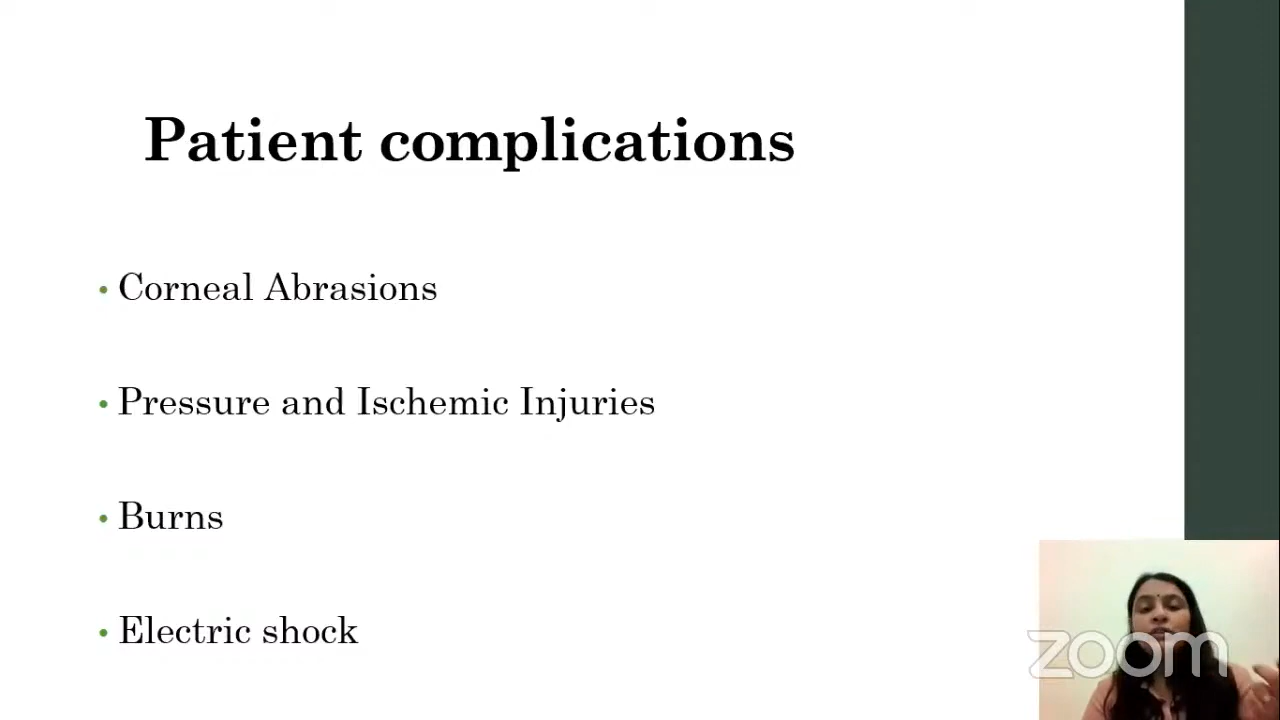 Patient complications
• Corneal Abrasions
• Pressure and Ischemic Injuries
• Burns
• Electric shock
zoom